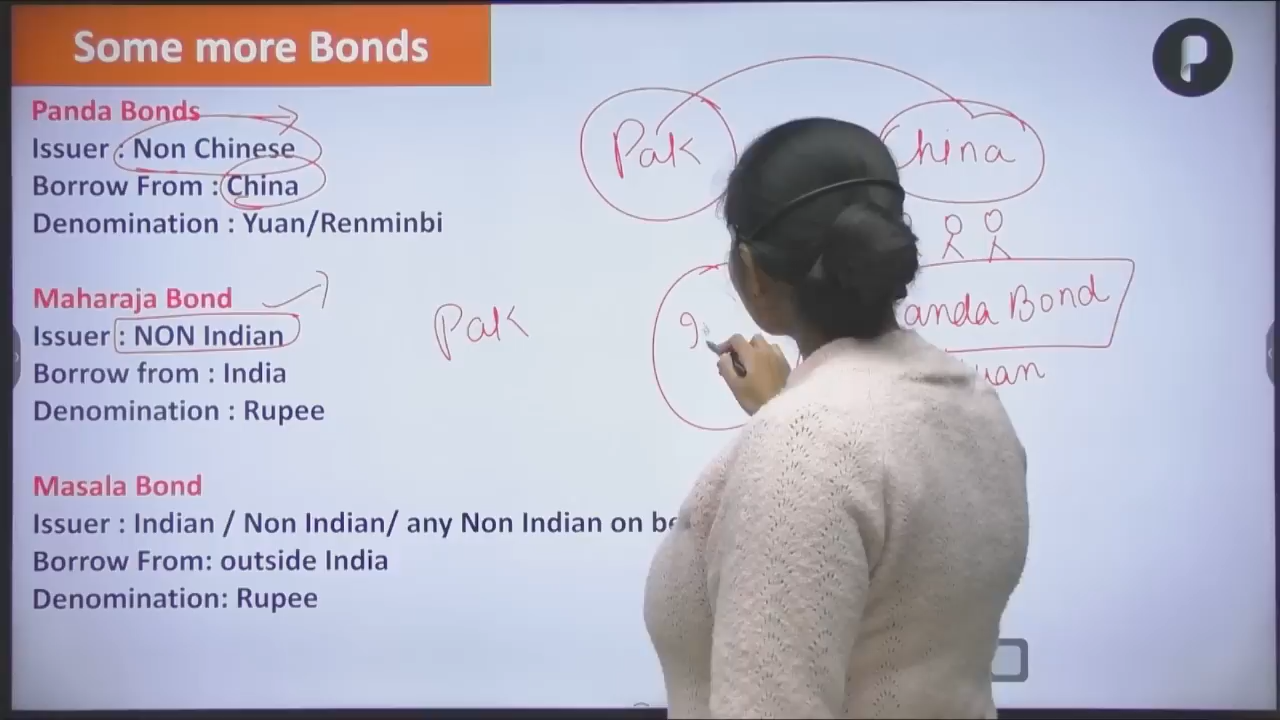 Some more Bonds
Panda Bonds
Issuer : Non Chinese
Borrow From : China
Denomination : Yuan/Renminbi
Maharaja Bond
Issuer : NON Indian
Borrow from : India
Denomination : Rupee
Masala Bond
Issuer : Indian / Non Indian/ any Non Indian on
Borrow From: outside India
Denomination: Rupee
Pak
hina
anda Bond
uan
Pak
P